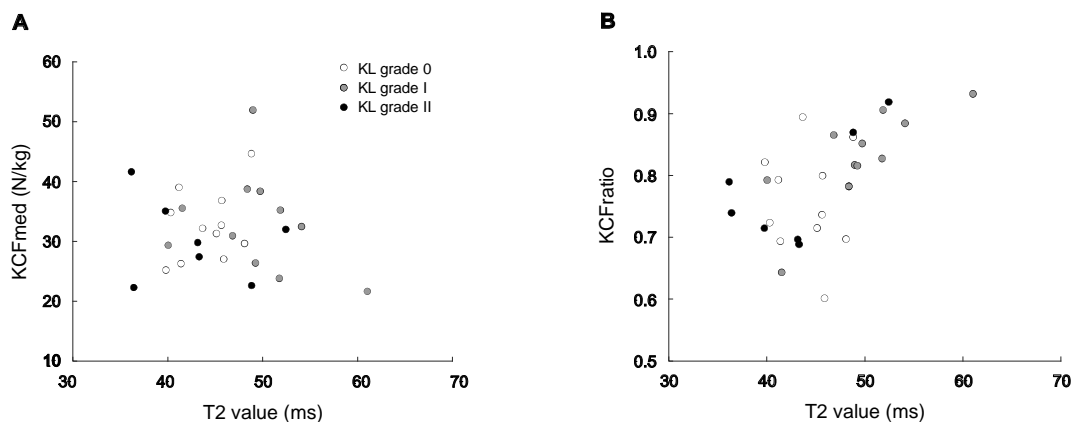 A
60
50
40
30
20
10
30
40
50
60
70
KCFmed (N/kg)
T2 value (ms)
KL grade 0
KL grade I
KL grade II
B
1.0
0.9
0.8
0.7
0.6
0.5
30
40
50
60
70
KCFratio
T2 value (ms)